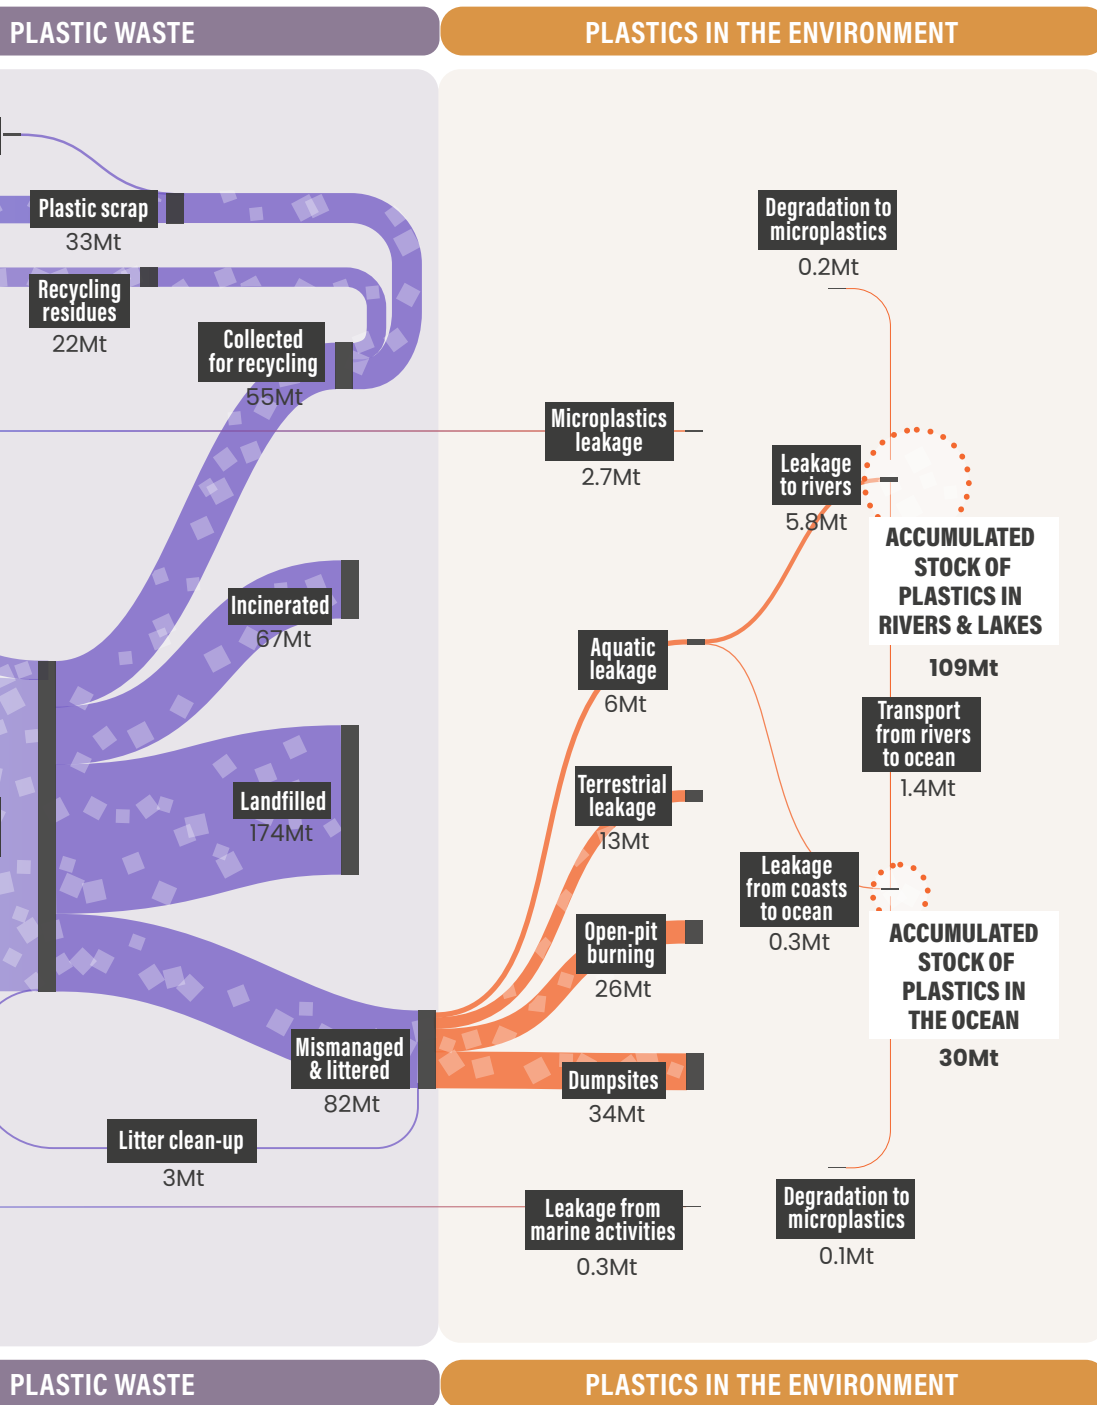 PLASTIC WASTE
PLASTICS IN THE ENVIRONMENT
Plastic scrap
33Mt
Recycling
residues
22Mt
Collected
for recycling
55Mt
Degradation to
microplastics
0.2Mt
Microplastics
leakage
2.7Mt
Leakage
to rivers
5.8Mt
ACCUMULATED
STOCK OF
PLASTICS IN
RIVERS & LAKES
109Mt
Incinerated
67Mt
Aquatic
leakage
6Mt
Transport
from rivers
to ocean
1.4Mt
Landfilled
174Mt
Terrestrial
leakage
13Mt
Leakage
from coasts
to ocean
0.3Mt
Open-pit
burning
26Mt
ACCUMULATED
STOCK OF
PLASTICS IN
THE OCEAN
30Mt
Mismanaged
& littered
82Mt
Dumpsites
34Mt
Litter clean-up
3Mt
Leakage from
marine activities
0.3Mt
Degradation to
microplastics
0.1Mt
PLASTIC WASTE
PLASTICS IN THE ENVIRONMENT